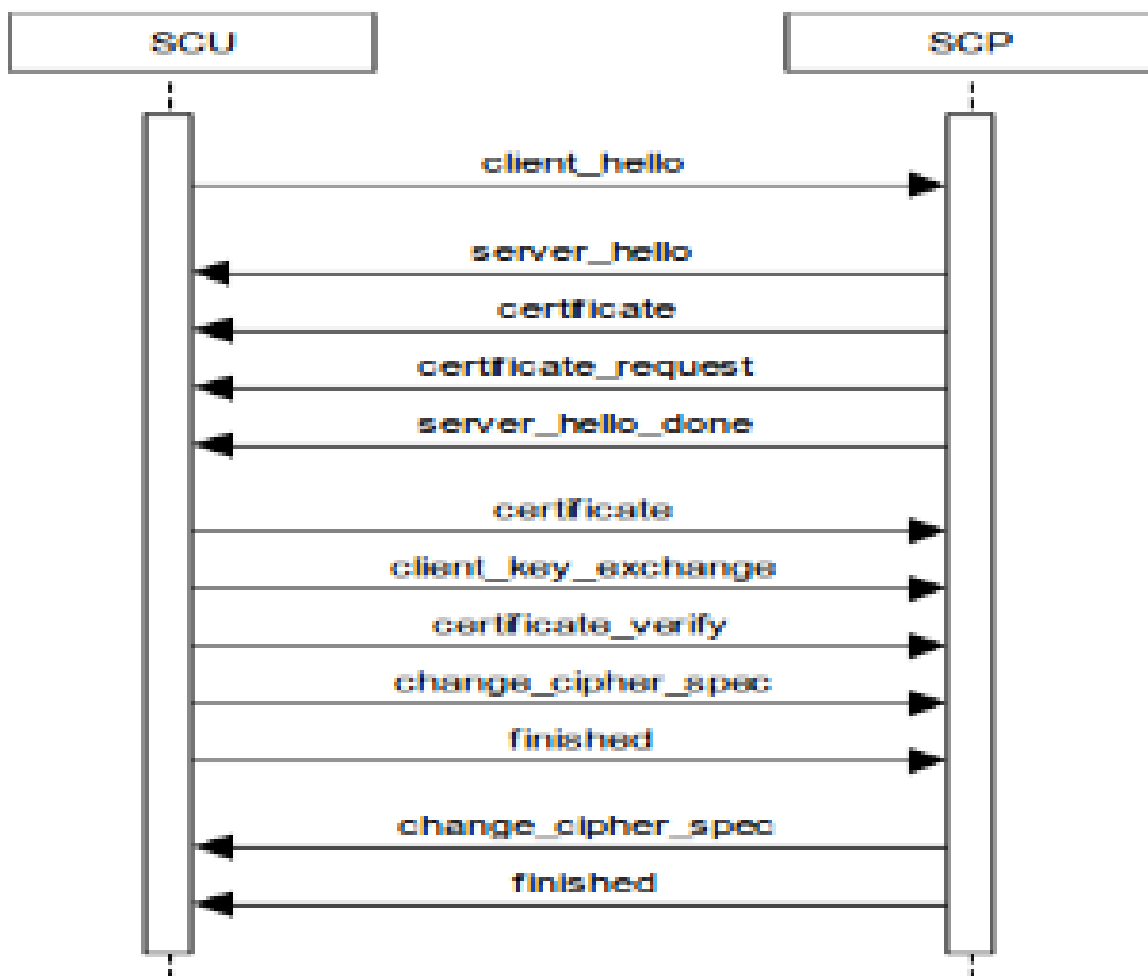 SCU
SCP
client_hello
server_hello
certificate
certificate_request
server_hello_done
certificate
client_key_exchange
certificate_verify
change_cipher_spec
finished
change_cipher_spec
finished